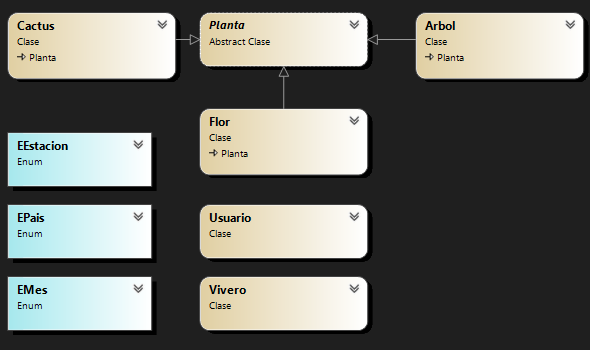 Cactus
Clase
Planta
Planta
Abstract Clase
Arbol
Clase
Planta
Flor
Clase
Planta
EEstacion
Enum
EPais
Enum
Usuario
Clase
EMes
Enum
Vivero
Clase